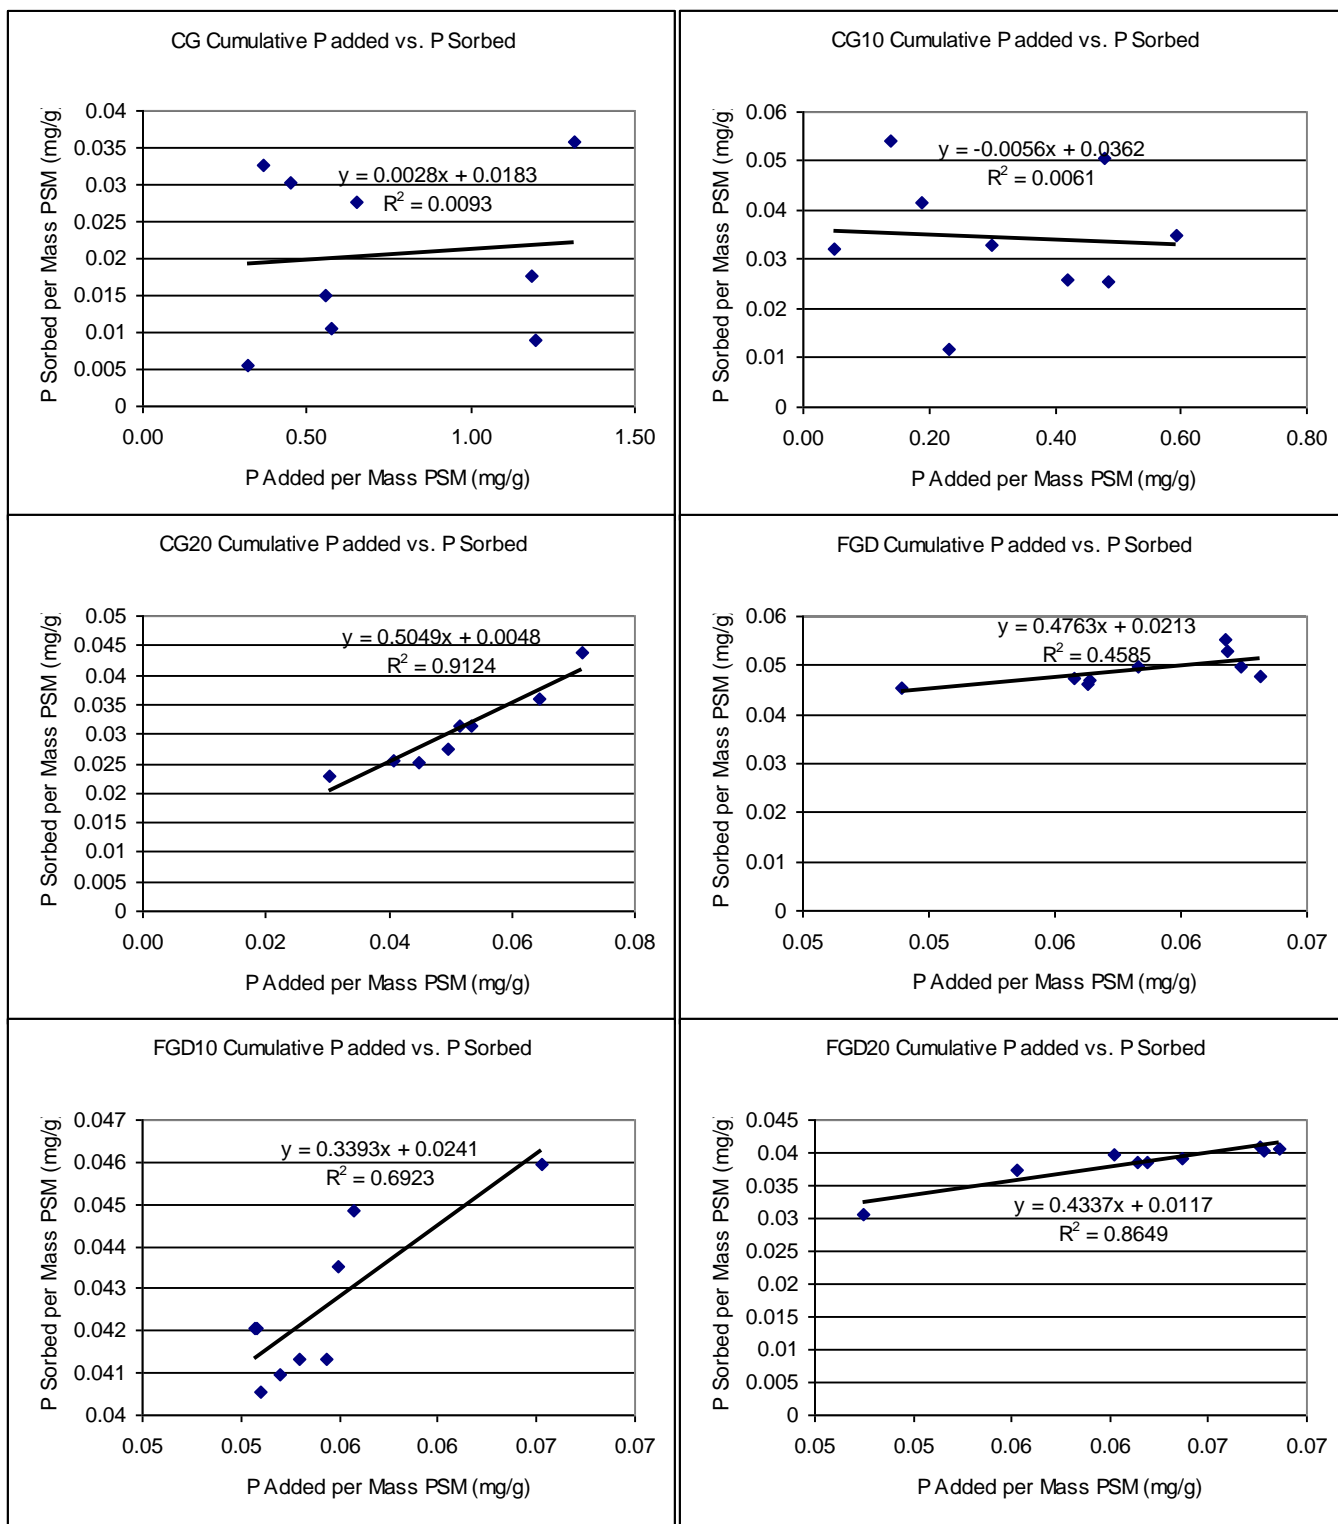 CG Cumulative P added vs. P Sorbed
P Sorbed per Mass PSM (mg/g)
0.04
0.035
0.03
0.025
0.02
0.015
0.01
0.005
0
y = 0.0028x + 0.0183
R² = 0.0093
0.00 0.50 1.00 1.50
P Added per Mass PSM (mg/g)
CG10 Cumulative P added vs. P Sorbed
P Sorbed per Mass PSM (mg/g)
0.06
0.05
0.04
0.03
0.02
0.01
0
y = -0.0056x + 0.0362
R² = 0.0061
0.00 0.20 0.40 0.60 0.80
P Added per Mass PSM (mg/g)
CG20 Cumulative P added vs. P Sorbed
P Sorbed per Mass PSM (mg/g)
0.05
0.045
0.04
0.035
0.03
0.025
0.02
0.015
0.01
0.005
0
y = 0.5049x + 0.0048
R² = 0.9124
0.00 0.02 0.04 0.06 0.08
P Added per Mass PSM (mg/g)
FGD Cumulative P added vs. P Sorbed
P Sorbed per Mass PSM (mg/g)
0.06
0.05
0.04
0.03
0.02
0.01
0
y = 0.4763x + 0.0213
R² = 0.4585
0.05 0.05 0.06 0.06 0.07
P Added per Mass PSM (mg/g)
FGD10 Cumulative P added vs. P Sorbed
P Sorbed per Mass PSM (mg/g)
0.047
0.046
0.045
0.044
0.043
0.042
0.041
0.04
y = 0.3393x + 0.0241
R² = 0.6923
0.05 0.05 0.06 0.06 0.07 0.07
P Added per Mass PSM (mg/g)
FGD20 Cumulative P added vs. P Sorbed
P Sorbed per Mass PSM (mg/g)
0.045
0.04
0.035
0.03
0.025
0.02
0.015
0.01
0.005
0
y = 0.4337x + 0.0117
R² = 0.8649
0.05 0.05 0.06 0.06 0.07 0.07
P Added per Mass PSM (mg/g)